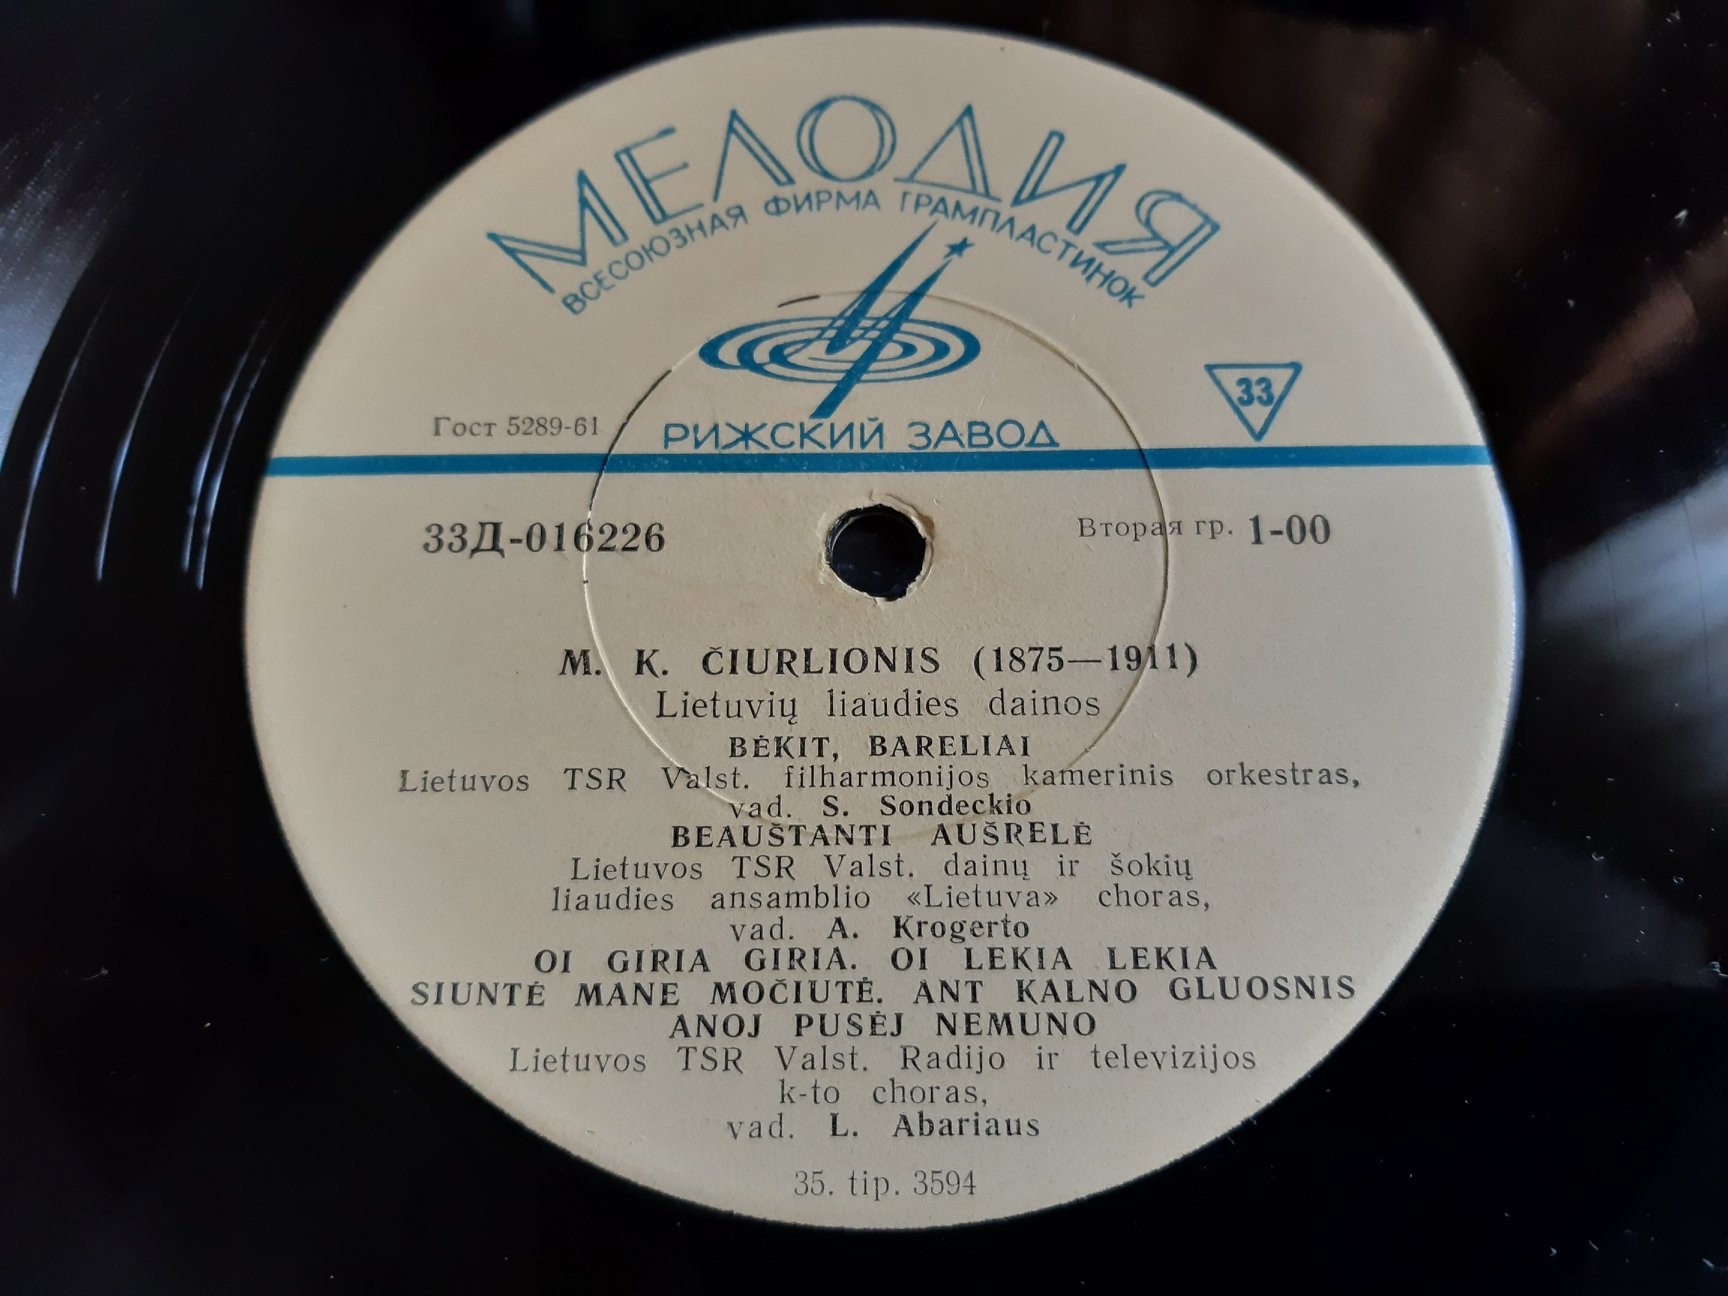 МЕЛОДИЯ
ВСЕСОЮЗНАЯ ФИРМА ГРАМПЛАСТИНОК
33
Гост 5289-61
РИЖСКИЙ ЗАВОД
33Д-016226
Вторая гр. 1-00
M. K. ČIURLIONIS (1875—1911)
Lietuvių liaudies dainos
BĖKIT, BARELIAI
Lietuvos TSR Valst. filharmonijos kamerinis orkestras,
vad. S. Sondeckio
BEAUŠTANTI AUŠRELĖ
Lietuvos TSR Valst. dainų ir šokių
liaudies ansamblio «Lietuva» choras,
vad. A. Krogerto
OI GIRIA GIRIA. OI LEKIA LEKIA
SIUNTĖ MANE MOČIUTĖ. ANT KALNO GLUOSNIS
ANOJ PUSĖJ NEMUNO
Lietuvos TSR Valst. Radijo ir televizijos
k-to choras,
vad. L. Abariaus
35. tip. 3594